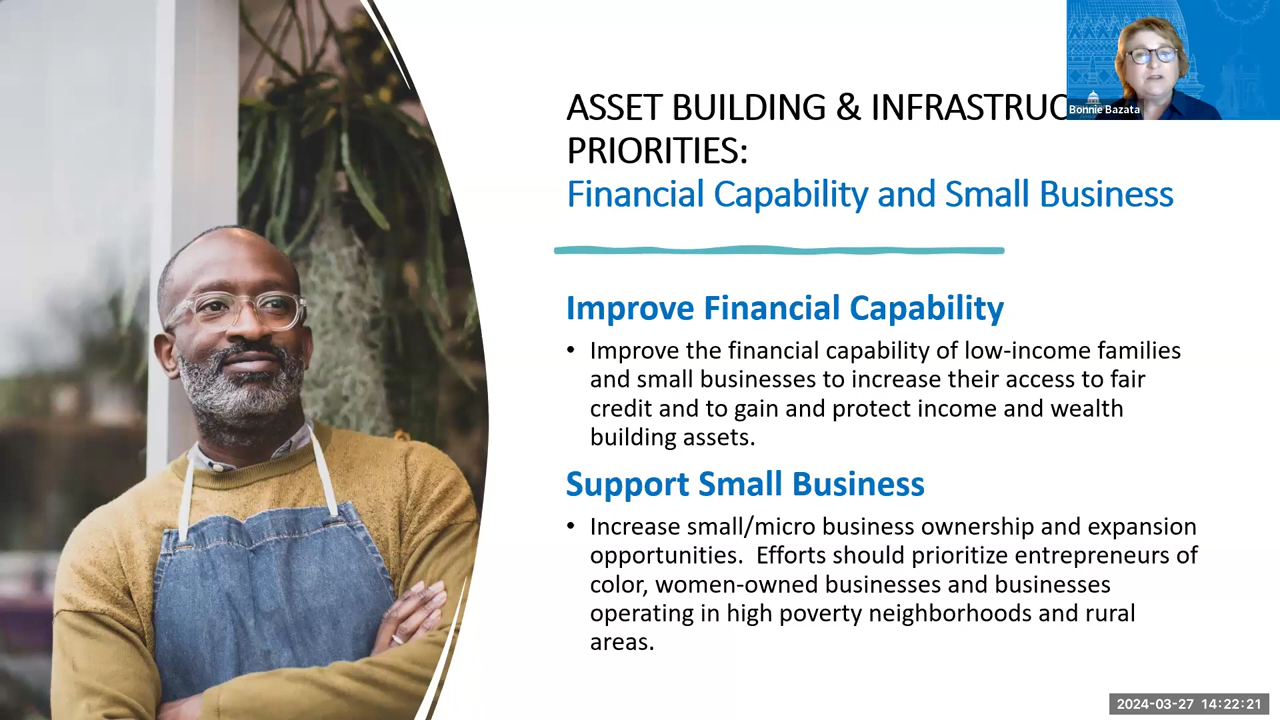 ASSET BUILDING & INFRASTRUC
PRIORITIES:
Financial Capability and Small Business
Bonnie Bazata
Improve Financial Capability
• Improve the financial capability of low-income families
and small businesses to increase their access to fair
credit and to gain and protect income and wealth
building assets.
Support Small Business
• Increase small/micro business ownership and expansion
opportunities.  Efforts should prioritize entrepreneurs of
color, women-owned businesses and businesses
operating in high poverty neighborhoods and rural
areas.
2024-03-27 14:22:21